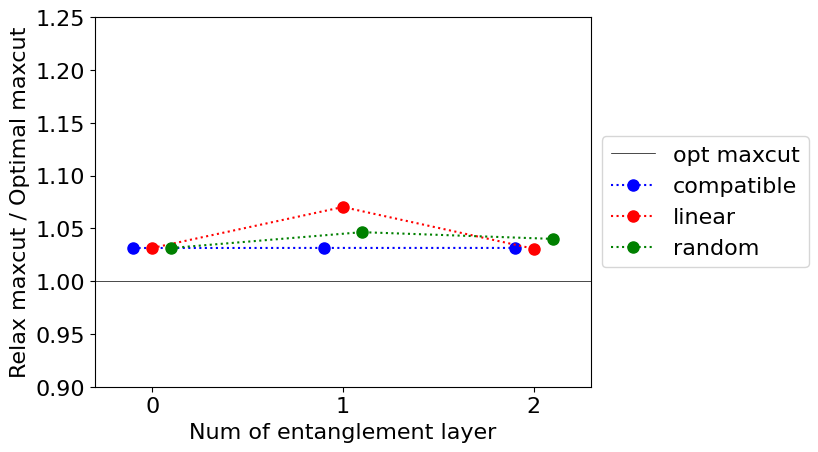 Relax maxcut / Optimal maxcut
1.25
1.20
1.15
1.10
1.05
1.00
0.95
0.90
0
1
2
Num of entanglement layer
opt maxcut
compatible
linear
random